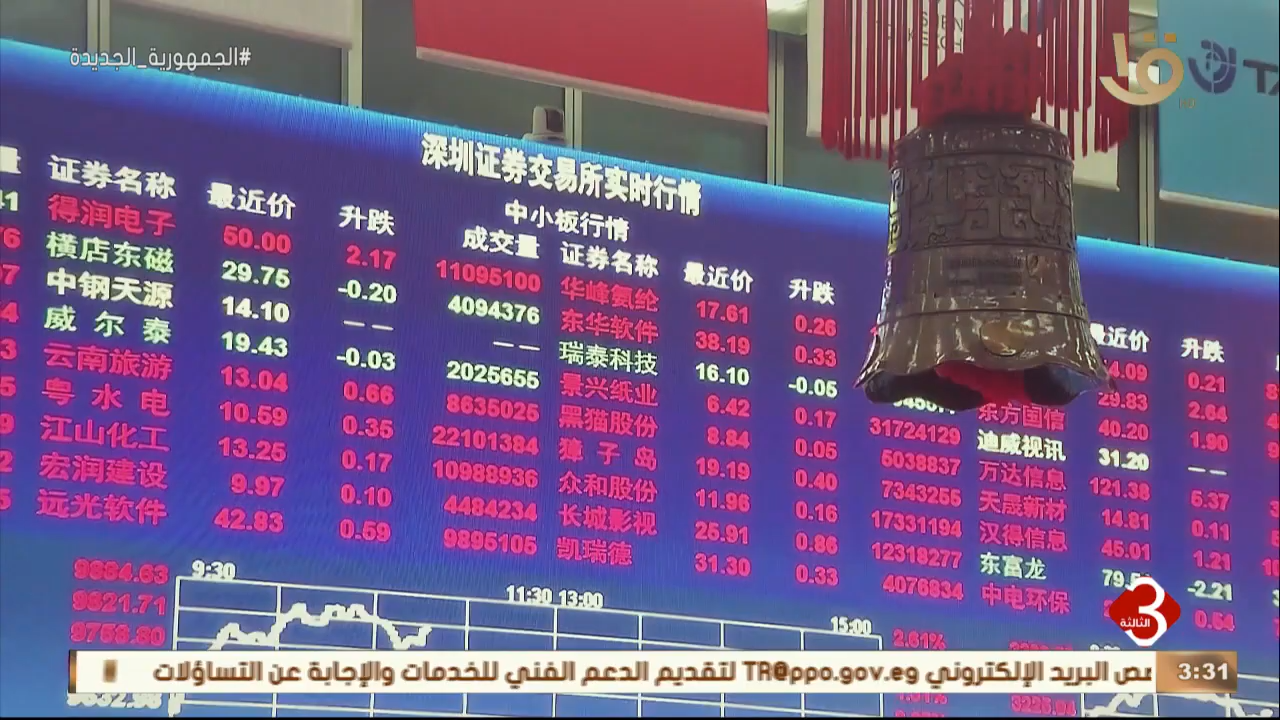 #الجمهورية_الجديدة
深圳证券交易所实时行情
中小板行情
证券名称 最近价 升跌 成交量 证券名称 最近价 升跌 最近价 升跌
得润电子 50.00 2.17 11095100 华峰氨纶 17.61 0.26 0.21
横店东磁 29.75 -0.20 4094376 东华软件 38.19 0.33 29.83 2.64
中钢天源 14.10 — — — — 瑞泰科技 16.10 -0.05 东方国信 40.20 1.90
威 尔 泰 19.43 -0.03 2025655 景兴纸业 6.42 0.17 31724129 迪威视讯 31.20 — —
云南旅游 13.04 0.66 8635025 黑猫股份 8.84 0.05 5038837 万达信息 121.38 5.37
粤 水 电 10.59 0.35 22101384 獐 子 岛 19.19 0.40 7343255 天晟新材 14.81 0.11
江山化工 13.25 0.17 10988936 众和股份 11.96 0.16 17331194 汉得信息 45.01 1.21
宏润建设 9.97 0.10 4484234 长城影视 25.91 0.86 12318277 东富龙 -2.21
远光软件 42.83 0.59 9895105 凯瑞德 31.30 0.33 4076834 中电环保 0.54
9884.63
9821.71
9758.80
9:30 11:30 13:00 15:00
2.61%
3 الثالثة
البريد الإلكتروني TR@ppo.gov.eg لتقديم الدعم الفني للخدمات والإجابة عن التساؤلات
3:31